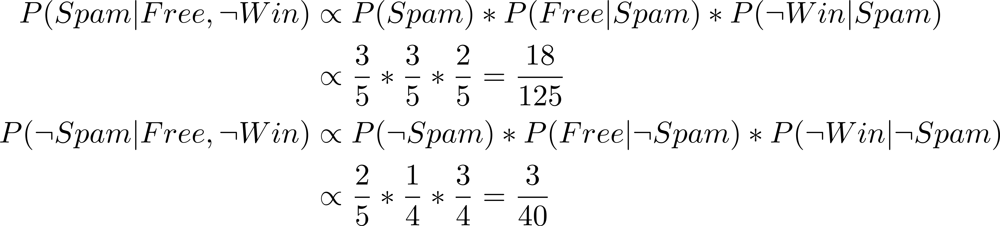 P(Spam|Free, ¬Win) ∝ P(Spam) * P(Free|Spam) * P(¬Win|Spam)
∝ 3/5 * 3/5 * 2/5 = 18/125
P(¬Spam|Free, ¬Win) ∝ P(¬Spam) * P(Free|¬Spam) * P(¬Win|¬Spam)
∝ 2/5 * 1/4 * 3/4 = 3/40